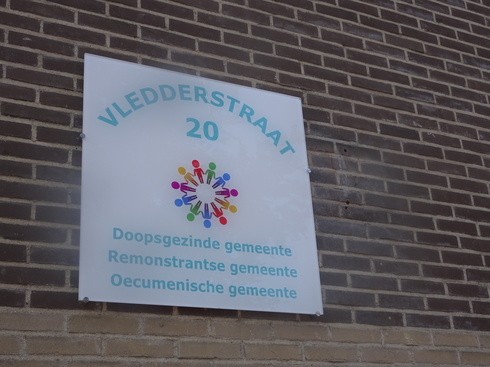 VLEDDERSTRAAT
20
Doopsgezinde gemeente
Remonstrantse gemeente
Oecumenische gemeente